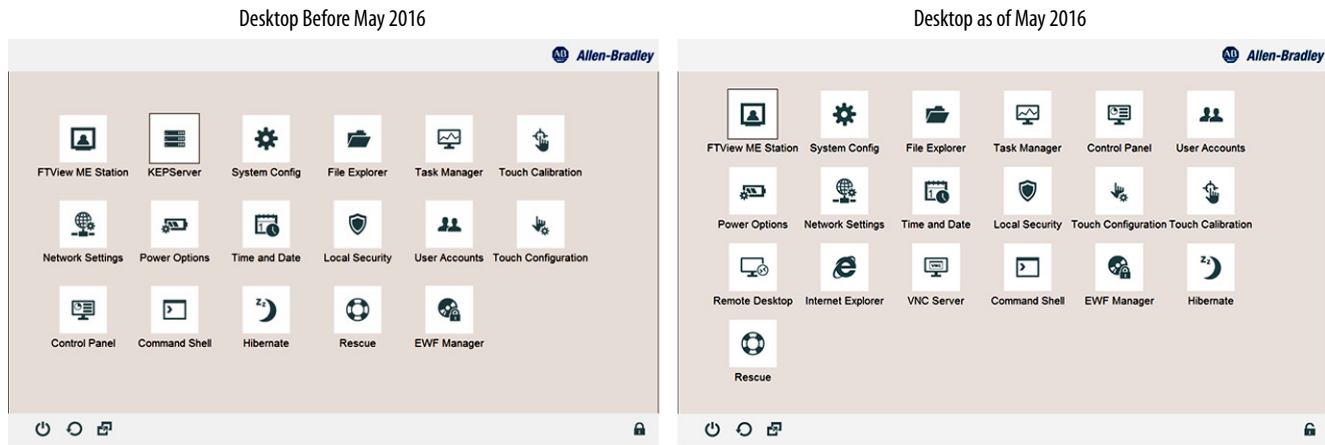 Desktop Before May 2016
AB Allen-Bradley
FTView ME Station KEPServer System Config File Explorer Task Manager Touch Calibration
Network Settings Power Options Time and Date Local Security User Accounts Touch Configuration
Control Panel Command Shell Hibernate Rescue EWF Manager
Desktop as of May 2016
AB Allen-Bradley
FTView ME Station System Config File Explorer Task Manager Control Panel User Accounts
Power Options Network Settings Time and Date Local Security Touch Configuration Touch Calibration
Remote Desktop Internet Explorer VNC Server Command Shell EWF Manager Hibernate
Rescue